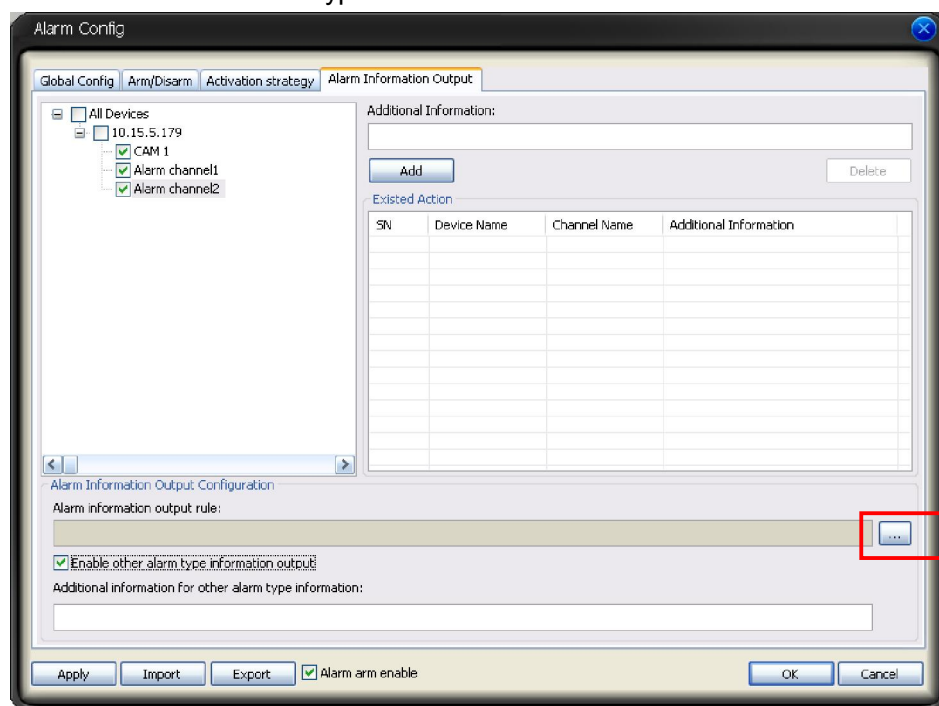 Alarm Config
Global Config Arm/Disarm Activation strategy Alarm Information Output
All Devices
10.15.5.179
CAM 1
Alarm channel1
Alarm channel2
Additional Information:
Add Delete
Existed Action
SN Device Name Channel Name Additional Information
Alarm Information Output Configuration
Alarm information output rule:
...
Enable other alarm type information output
Additional information for other alarm type information:
Apply Import Export Alarm arm enable OK Cancel